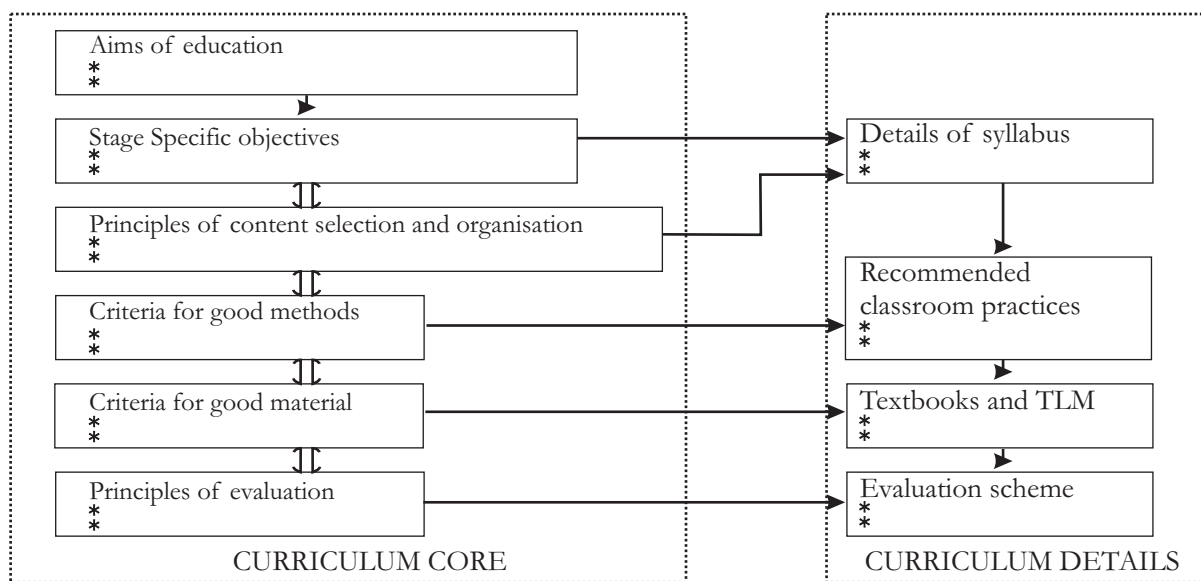 Aims of education
*
*
Stage Specific objectives
*
*
Principles of content selection and organisation
*
*
Criteria for good methods
*
*
Criteria for good material
*
*
Principles of evaluation
*
*
CURRICULUM CORE
Details of syllabus
*
*
Recommended
classroom practices
*
*
Textbooks and TLM
*
*
Evaluation scheme
*
*
CURRICULUM DETAILS